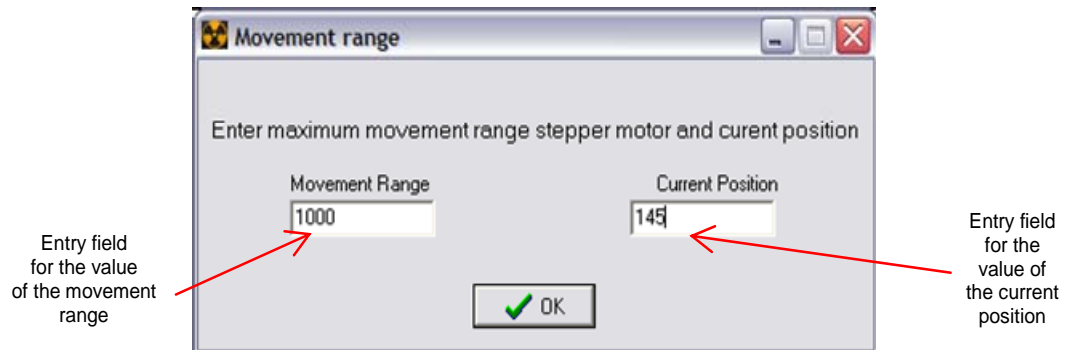 Movement range
Enter maximum movement range stepper motor and curent position
Movement Range
Current Position
1000
145
Entry field
for the value
of the movement
range
Entry field
for the
value of
the current
position
OK